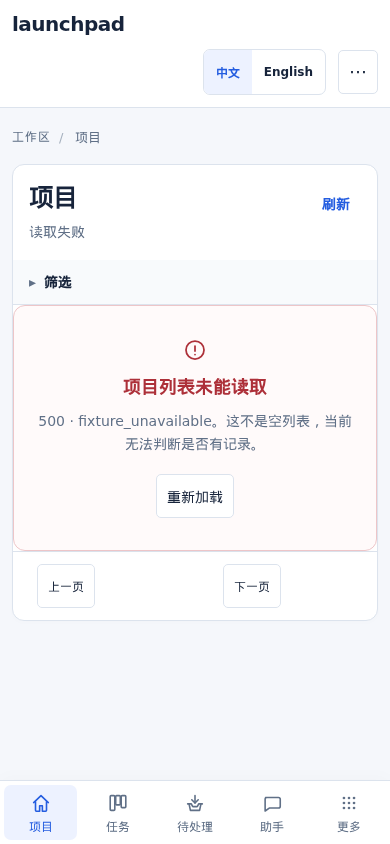 launchpad
中文 English ...
工作区 / 项目
项目
刷新
读取失败
▸ 筛选
项目列表未能读取
500 · fixture_unavailable。这不是空列表，当前
无法判断是否有记录。
重新加载
上一页 下一页
项目 任务 待处理 助手 更多